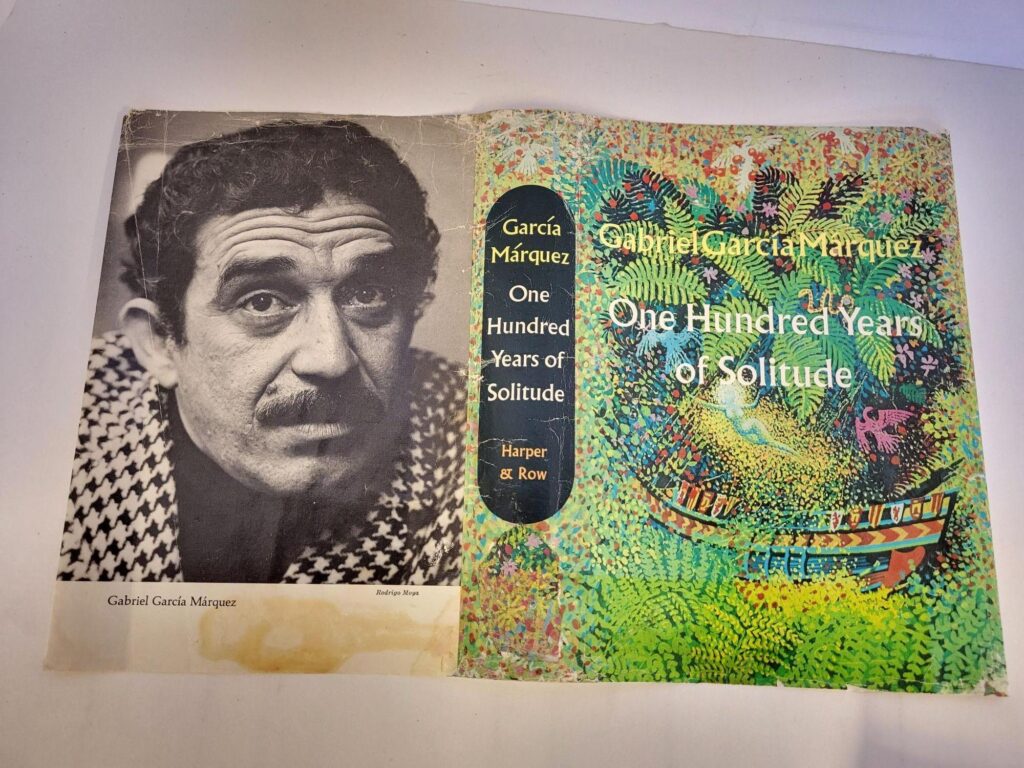 Gabriel García Márquez
Rodrigo Moya
García
Márquez
One
Hundred
Years of
Solitude
Harper
& Row
Gabriel García Márquez
One Hundred Years
of Solitude